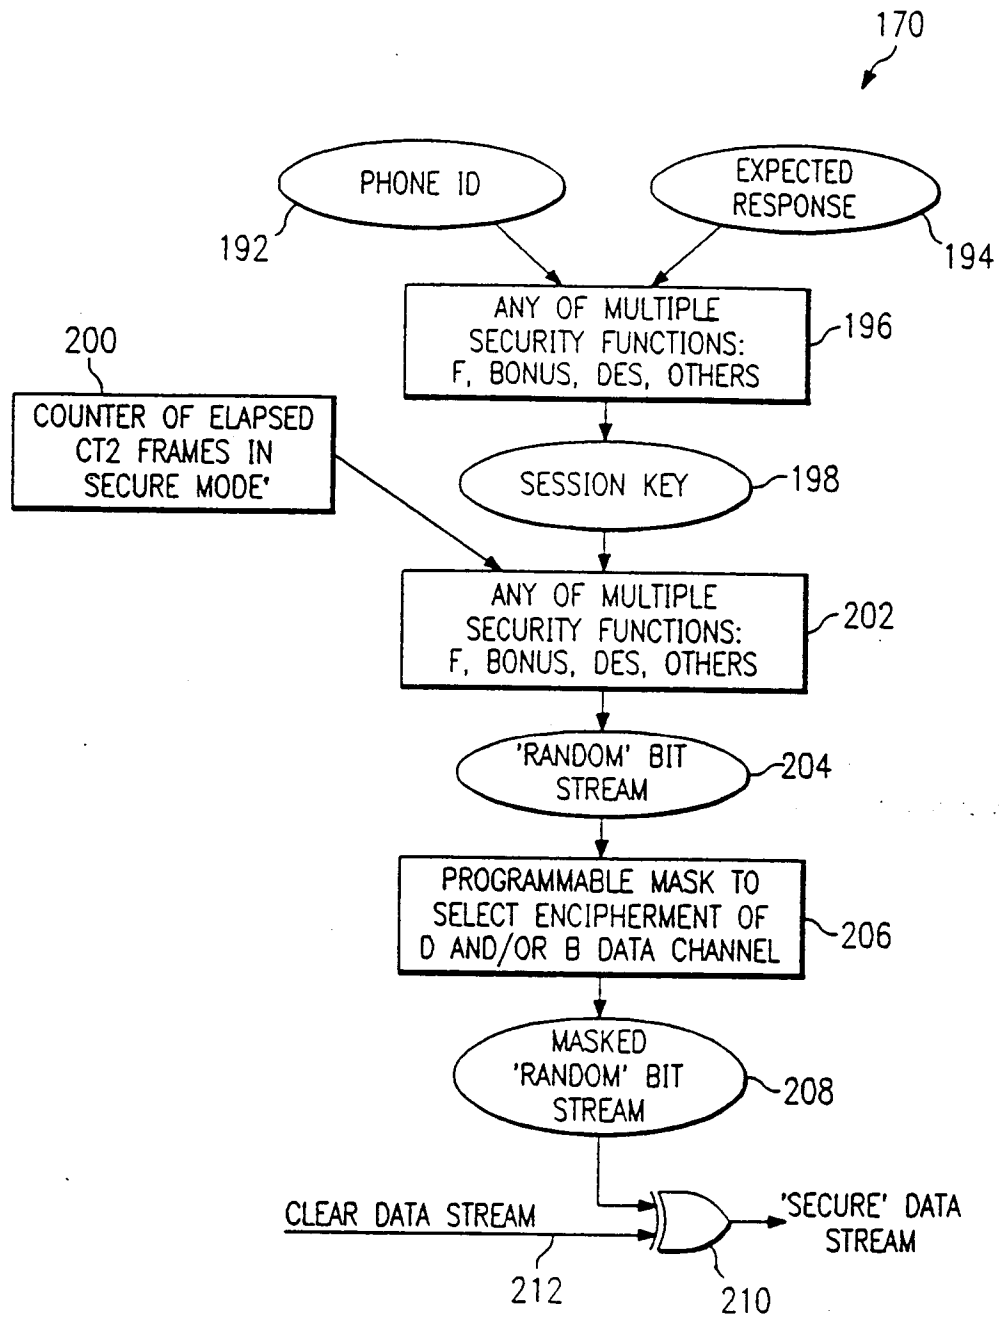 170
PHONE ID
EXPECTED
RESPONSE
192
194
ANY OF MULTIPLE
SECURITY FUNCTIONS:
F, BONUS, DES, OTHERS
196
200
COUNTER OF ELAPSED
CT2 FRAMES IN
SECURE MODE'
SESSION KEY
198
ANY OF MULTIPLE
SECURITY FUNCTIONS:
F, BONUS, DES, OTHERS
202
'RANDOM' BIT
STREAM
204
PROGRAMMABLE MASK TO
SELECT ENCIPHERMENT OF
D AND/OR B DATA CHANNEL
206
MASKED
'RANDOM' BIT
STREAM
208
CLEAR DATA STREAM
212
210
'SECURE' DATA
STREAM